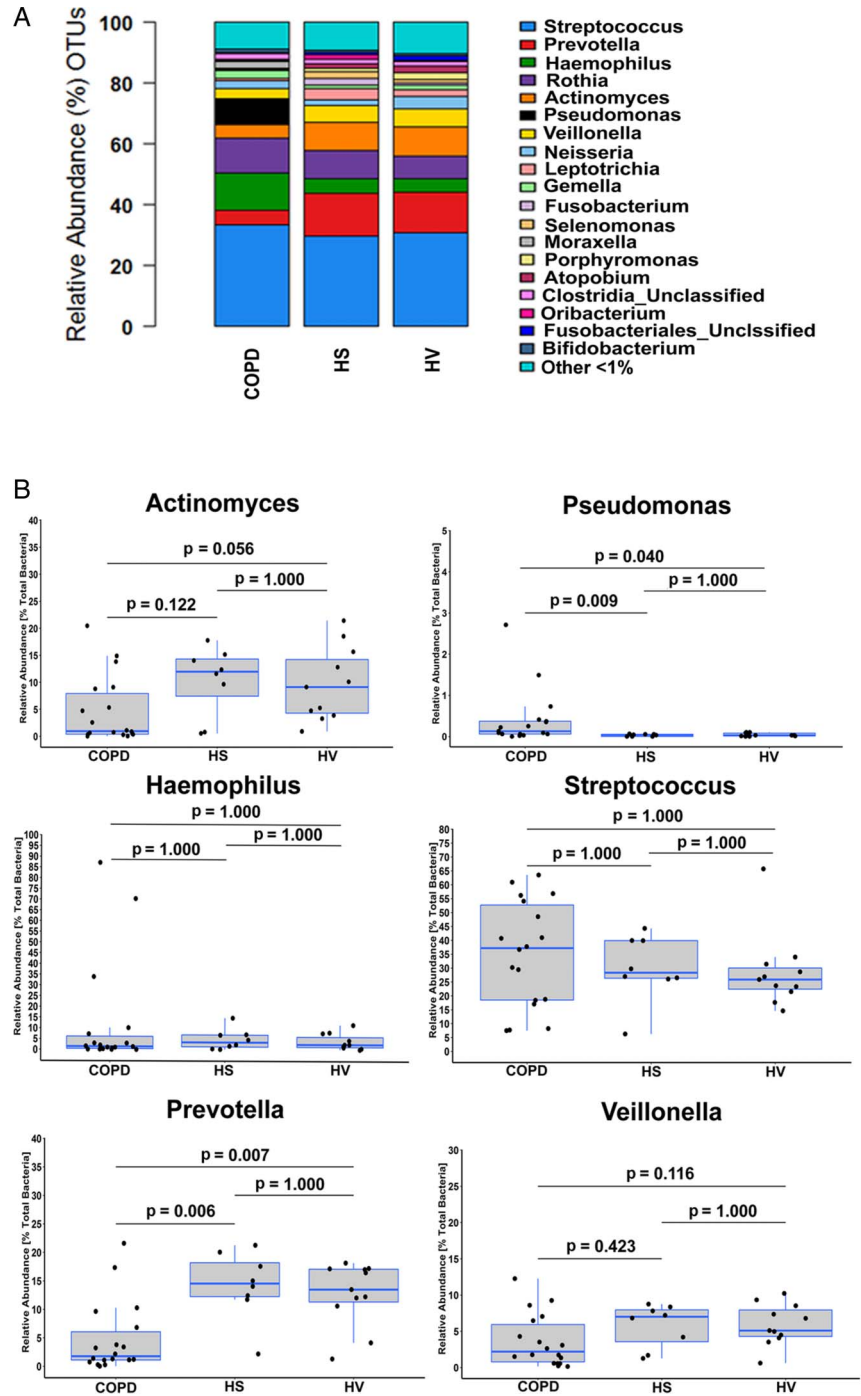 A
Relative Abundance (%) OTUs
100
80
60
40
20
0
COPD
HS
HV
Streptococcus
Prevotella
Haemophilus
Rothia
Actinomyces
Pseudomonas
Veillonella
Neisseria
Leptotrichia
Gemella
Fusobacterium
Selenomonas
Moraxella
Porphyromonas
Atopobium
Clostridia_Unclassified
Oribacterium
Fusobacteriales_Unclssified
Bifidobacterium
Other <1%
B
Actinomyces
Relative Abundance [% Total Bacteria]
40
35
30
25
20
15
10
5
0
p = 0.056
p = 1.000
p = 0.122
COPD
HS
HV
Pseudomonas
Relative Abundance [% Total Bacteria]
5
4
3
2
1
0
p = 0.040
p = 1.000
p = 0.009
COPD
HS
HV
Haemophilus
Relative Abundance [% Total Bacteria]
100
95
90
85
80
75
70
65
60
55
50
45
40
35
30
25
20
15
10
5
0
p = 1.000
p = 1.000
p = 1.000
COPD
HS
HV
Streptococcus
Relative Abundance [% Total Bacteria]
80
75
70
65
60
55
50
45
40
35
30
25
20
15
10
5
0
p = 1.000
p = 1.000
p = 1.000
COPD
HS
HV
Prevotella
Relative Abundance [% Total Bacteria]
40
35
30
25
20
15
10
5
0
p = 0.007
p = 1.000
p = 0.006
COPD
HS
HV
Veillonella
Relative Abundance [% Total Bacteria]
30
25
20
15
10
5
0
p = 0.116
p = 1.000
p = 0.423
COPD
HS
HV